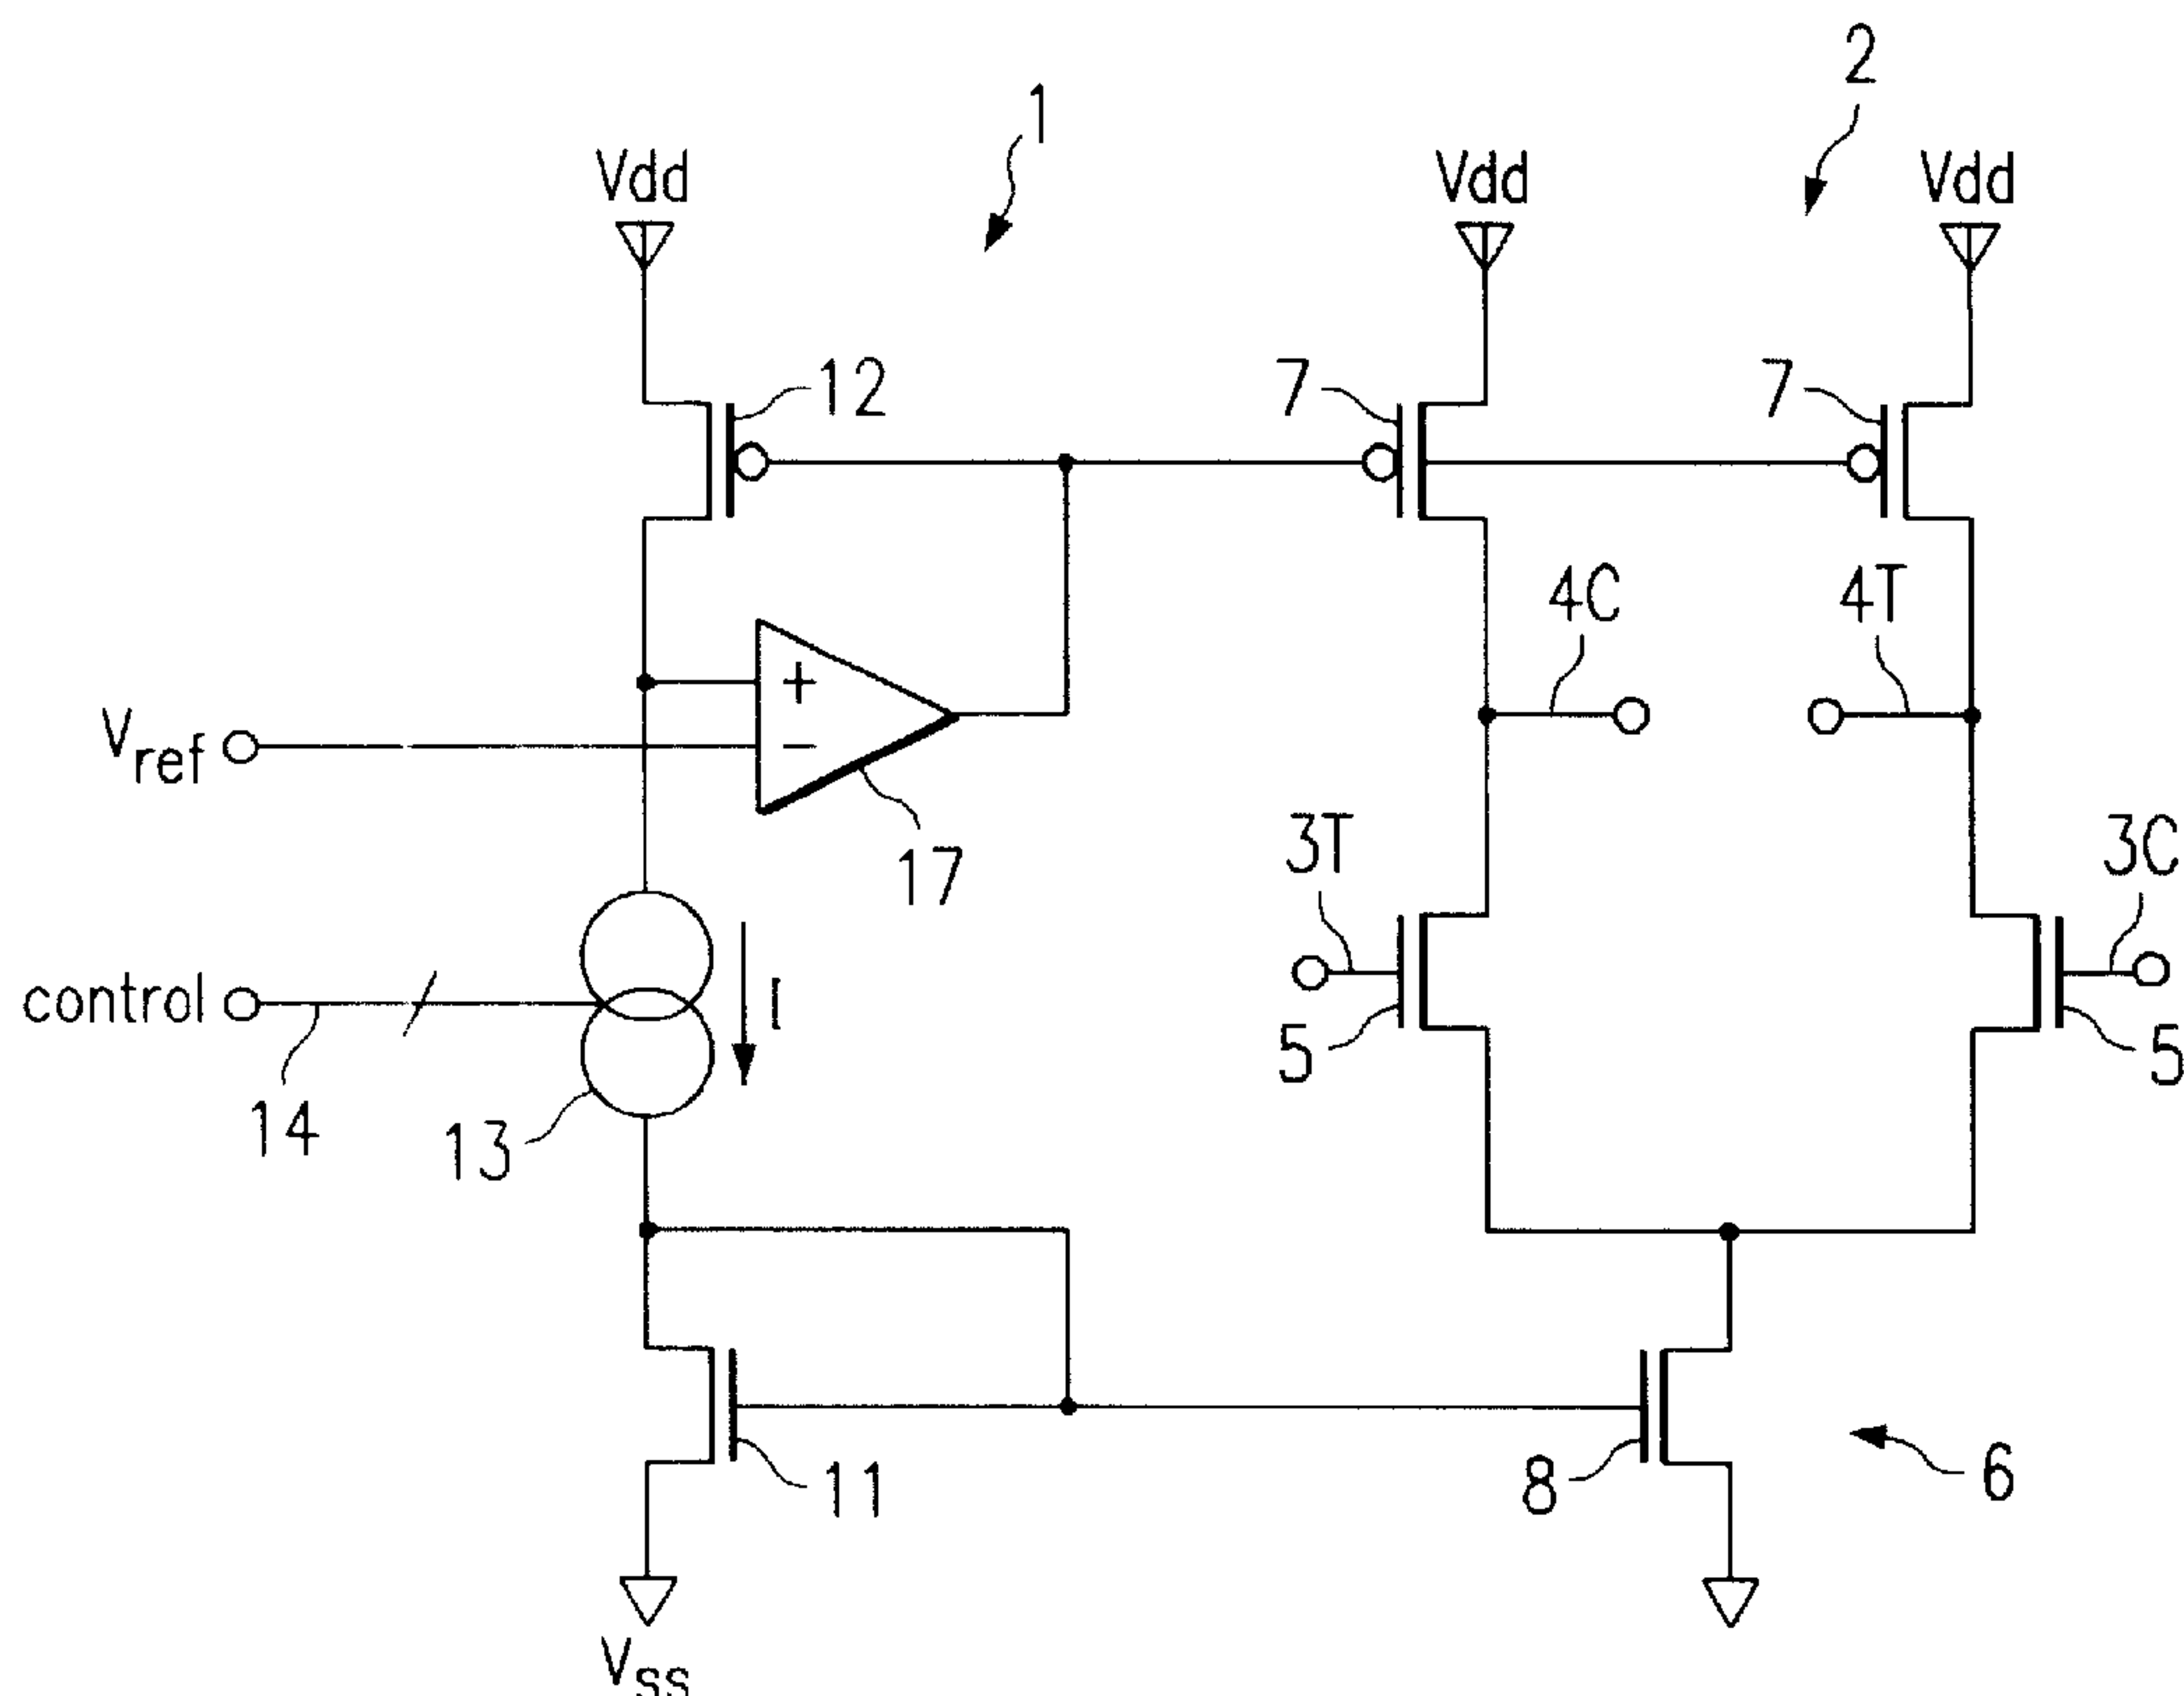 2
1
Vdd
Vdd
Vdd
12
7
7
4C
4T
+
Vref
−
17
3T
3C
control
I
5
5
14
13
11
8
6
Vss